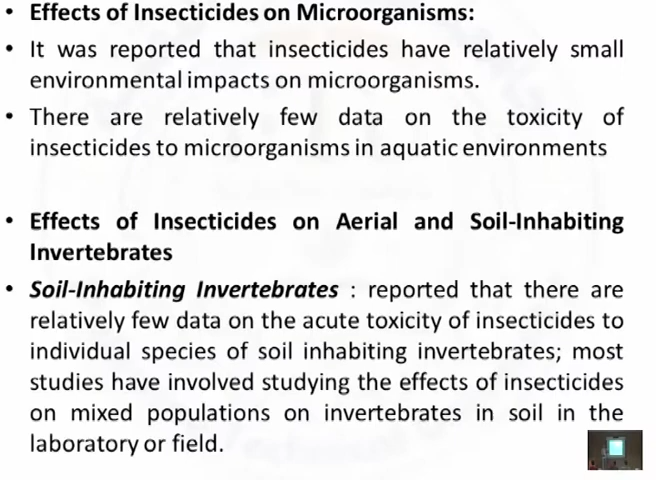 • Effects of Insecticides on Microorganisms:
• It was reported that insecticides have relatively small
environmental impacts on microorganisms.
• There are relatively few data on the toxicity of
insecticides to microorganisms in aquatic environments
• Effects of Insecticides on Aerial and Soil-Inhabiting
Invertebrates
• Soil-Inhabiting Invertebrates : reported that there are
relatively few data on the acute toxicity of insecticides to
individual species of soil inhabiting invertebrates; most
studies have involved studying the effects of insecticides
on mixed populations on invertebrates in soil in the
laboratory or field.